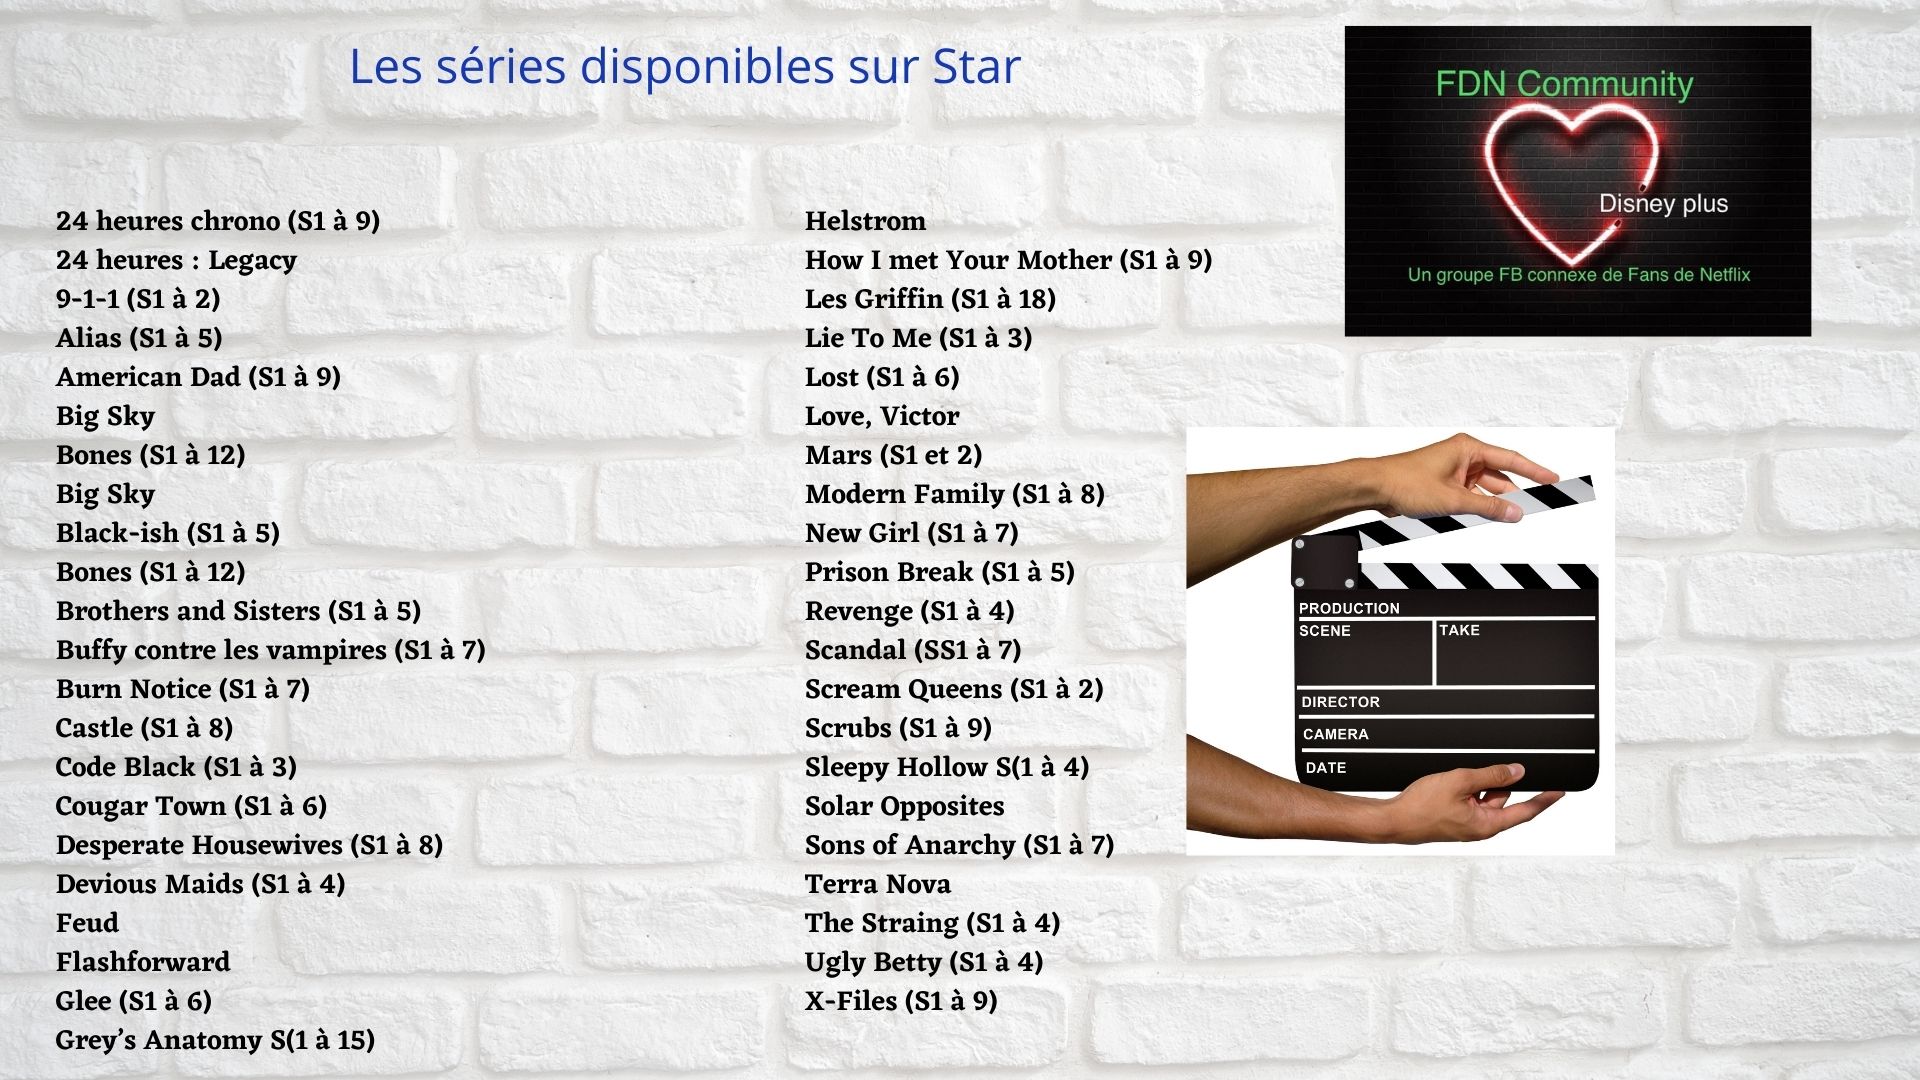 Les séries disponibles sur Star
FDN Community
Disney plus
Un groupe FB connexe de Fans de Netflix
24 heures chrono (S1 à 9)
24 heures : Legacy
9-1-1 (S1 à 2)
Alias (S1 à 5)
American Dad (S1 à 9)
Big Sky
Bones (S1 à 12)
Big Sky
Black-ish (S1 à 5)
Bones (S1 à 12)
Brothers and Sisters (S1 à 5)
Buffy contre les vampires (S1 à 7)
Burn Notice (S1 à 7)
Castle (S1 à 8)
Code Black (S1 à 3)
Cougar Town (S1 à 6)
Desperate Housewives (S1 à 8)
Devious Maids (S1 à 4)
Feud
Flashforward
Glee (S1 à 6)
Grey’s Anatomy S(1 à 15)
Helstrom
How I met Your Mother (S1 à 9)
Les Griffin (S1 à 18)
Lie To Me (S1 à 3)
Lost (S1 à 6)
Love, Victor
Mars (S1 et 2)
Modern Family (S1 à 8)
New Girl (S1 à 7)
Prison Break (S1 à 5)
Revenge (S1 à 4)
Scandal (SS1 à 7)
Scream Queens (S1 à 2)
Scrubs (S1 à 9)
Sleepy Hollow S(1 à 4)
Solar Opposites
Sons of Anarchy (S1 à 7)
Terra Nova
The Straing (S1 à 4)
Ugly Betty (S1 à 4)
X-Files (S1 à 9)
PRODUCTION
SCENE TAKE
DIRECTOR
CAMERA
DATE